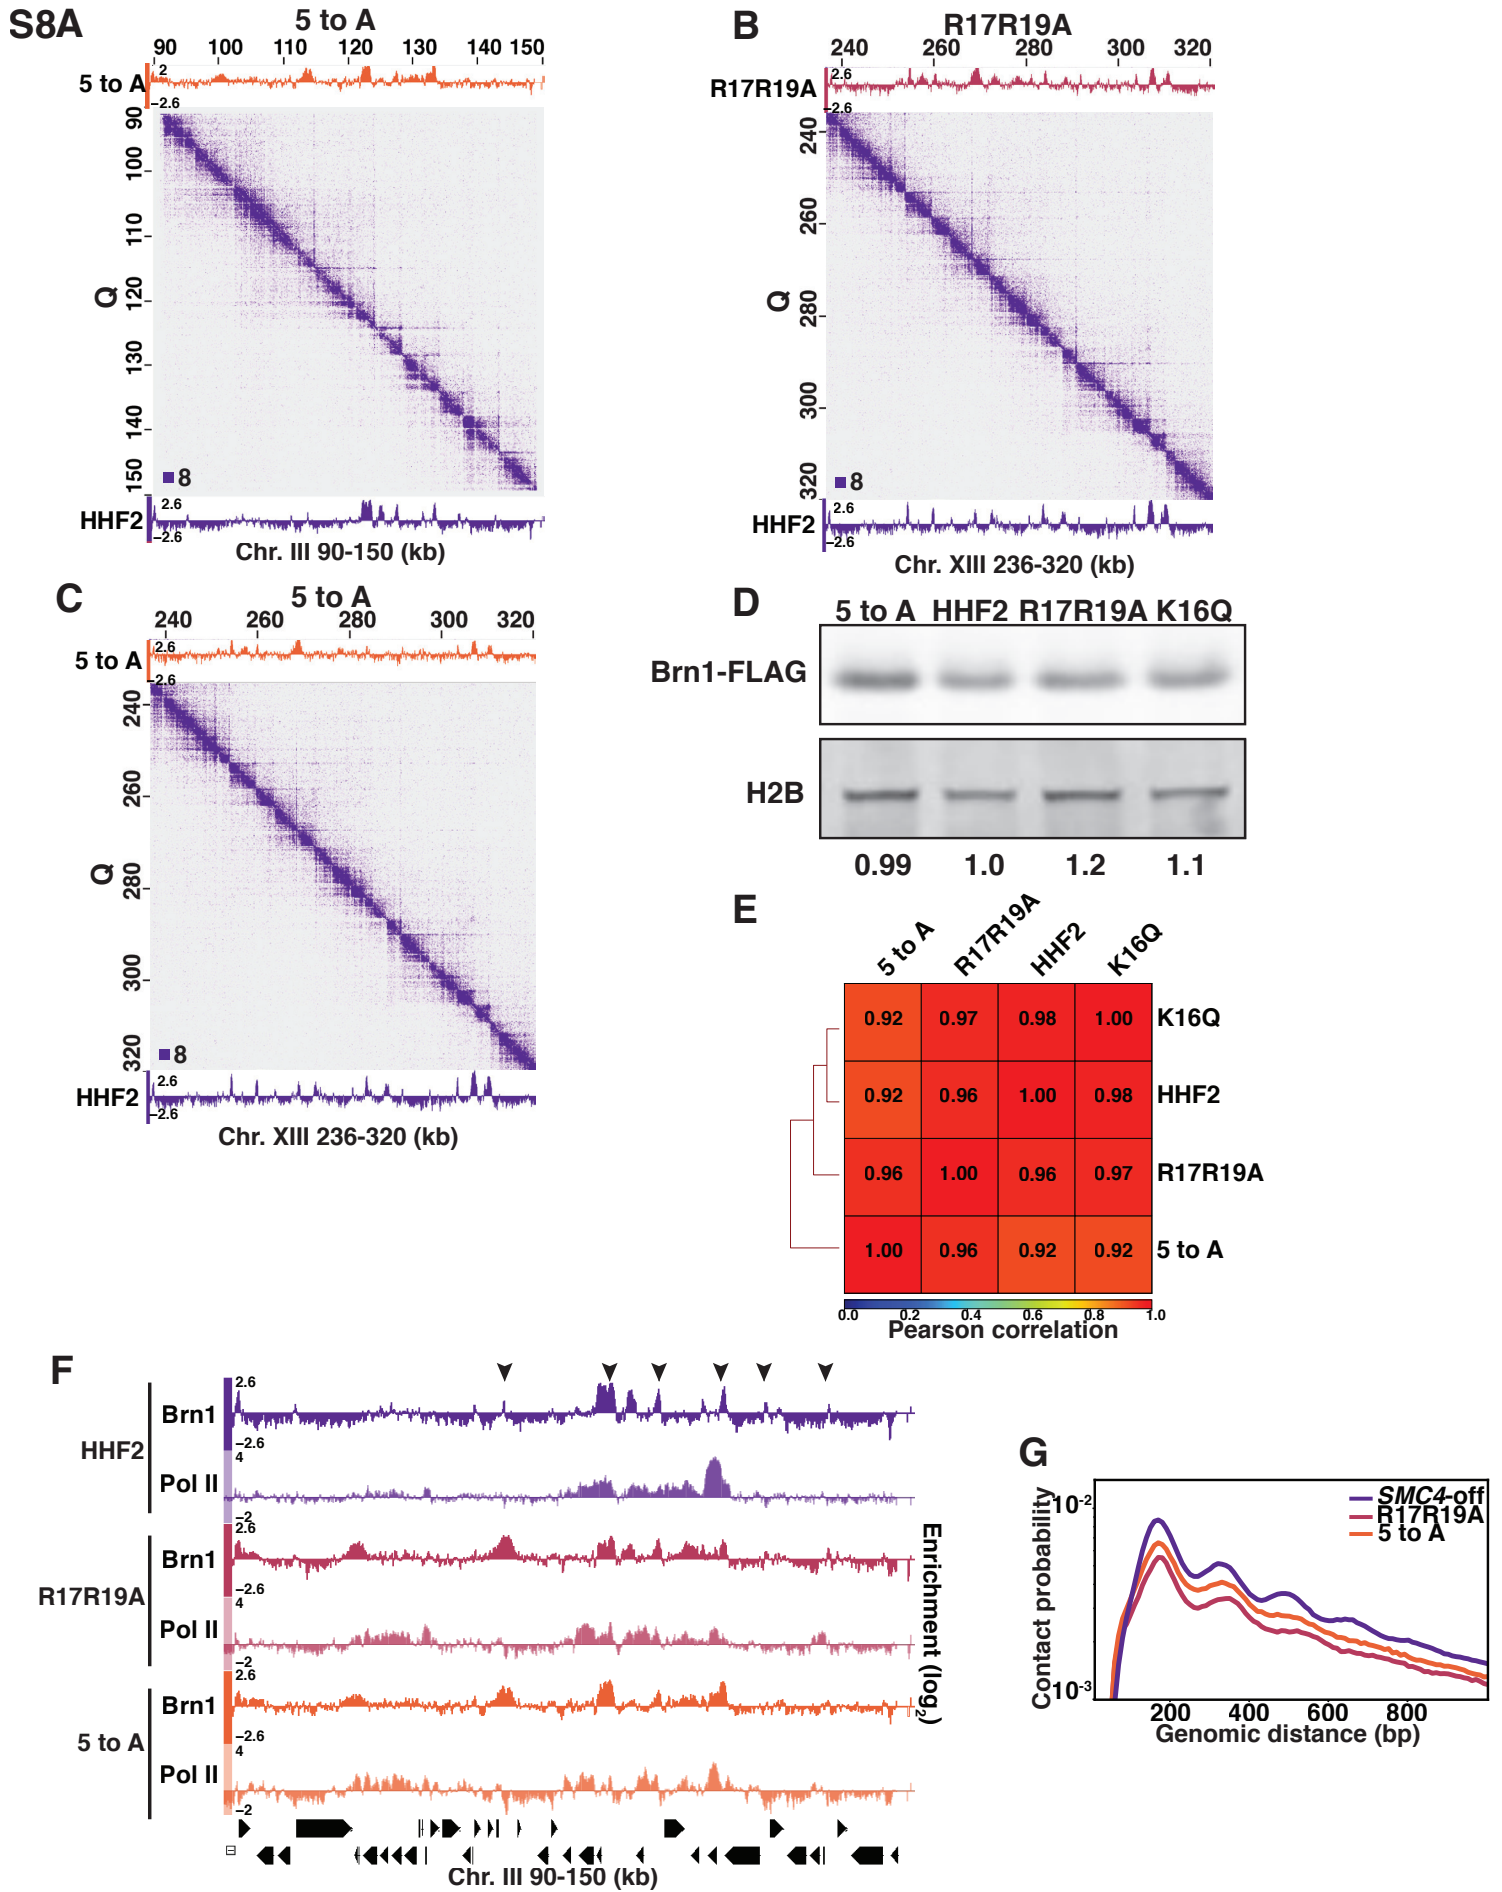 S8A
5 to A
90 100 110 120 130 140 150
5 to A
2
−2.6
90
100
110
120
130
140
150
Q
8
HHF2
2.6
−2.6
Chr. III 90-150 (kb)
B
R17R19A
240 260 280 300 320
R17R19A
2.6
−2.6
240
260
280
300
320
Q
8
HHF2
2.6
−2.6
Chr. XIII 236-320 (kb)
C
5 to A
240 260 280 300 320
5 to A
2.6
−2.6
240
260
280
300
320
Q
8
HHF2
2.6
−2.6
Chr. XIII 236-320 (kb)
D
5 to A HHF2 R17R19A K16Q
Brn1-FLAG
H2B
0.99 1.0 1.2 1.1
E
5 to A R17R19A HHF2 K16Q
0.92 0.97 0.98 1.00 K16Q
0.92 0.96 1.00 0.98 HHF2
0.96 1.00 0.96 0.97 R17R19A
1.00 0.96 0.92 0.92 5 to A
0.0 0.2 0.4 0.6 0.8 1.0
Pearson correlation
F
HHF2
Brn1
2.6
−2.6
Pol II
4
−2
R17R19A
Brn1
2.6
−2.6
Pol II
4
−2
5 to A
Brn1
2.6
−2.6
Pol II
4
−2
Enrichment (log2)
Chr. III 90-150 (kb)
G
Contact probability
10-2
10-3
SMC4-off
R17R19A
5 to A
200 400 600 800
Genomic distance (bp)